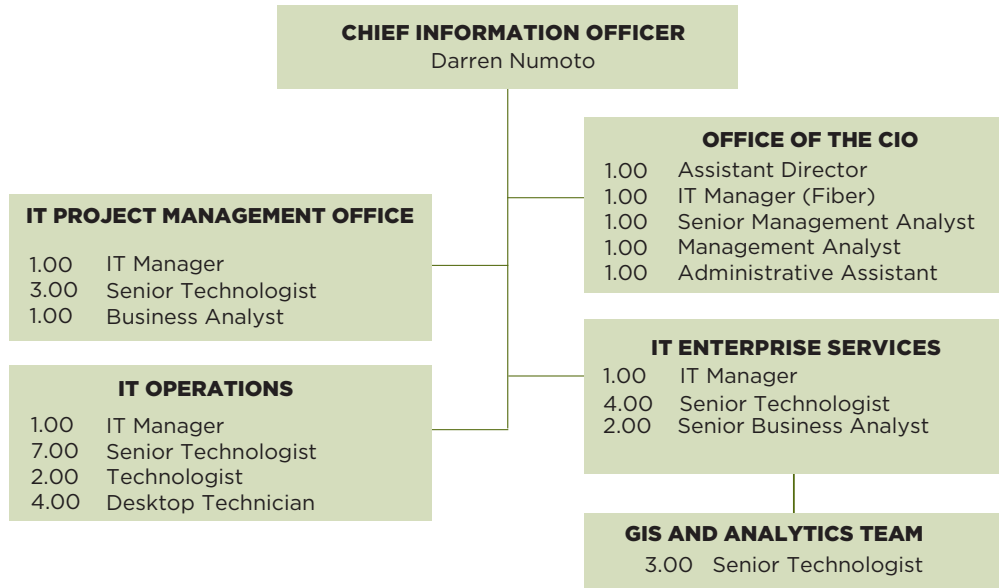 CHIEF INFORMATION OFFICER
Darren Numoto
OFFICE OF THE CIO
1.00 Assistant Director
1.00 IT Manager (Fiber)
1.00 Senior Management Analyst
1.00 Management Analyst
1.00 Administrative Assistant
IT PROJECT MANAGEMENT OFFICE
1.00 IT Manager
3.00 Senior Technologist
1.00 Business Analyst
IT ENTERPRISE SERVICES
1.00 IT Manager
4.00 Senior Technologist
2.00 Senior Business Analyst
IT OPERATIONS
1.00 IT Manager
7.00 Senior Technologist
2.00 Technologist
4.00 Desktop Technician
GIS AND ANALYTICS TEAM
3.00 Senior Technologist